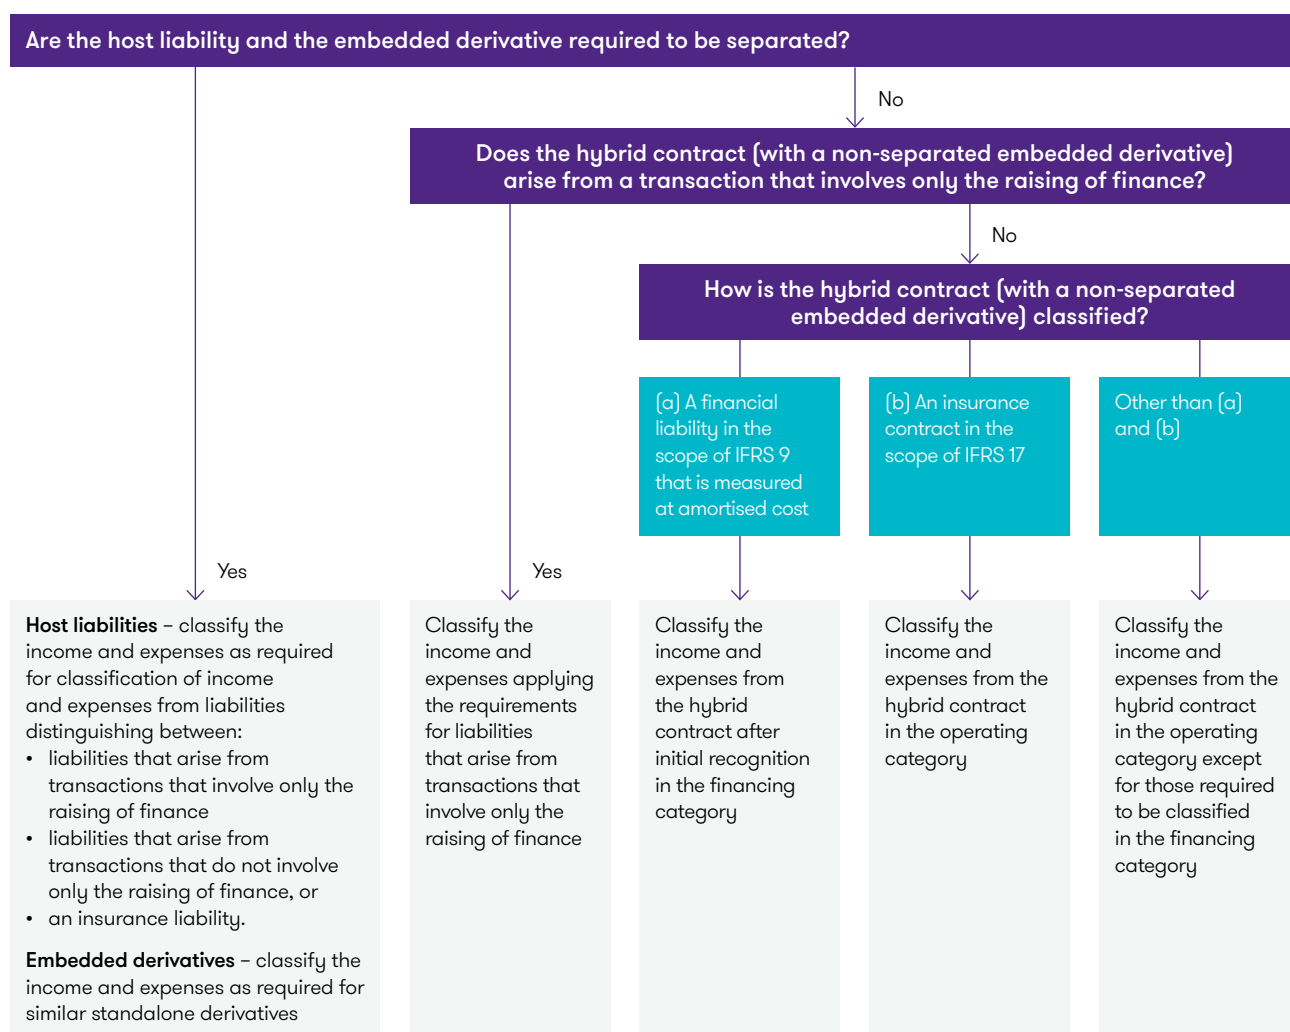 Are the host liability and the embedded derivative required to be separated?
No
Does the hybrid contract (with a non-separated embedded derivative)
arise from a transaction that involves only the raising of finance?
No
How is the hybrid contract (with a non-separated
embedded derivative) classified?
(a) A financial
liability in the
scope of IFRS 9
that is measured
at amortised cost
(b) An insurance
contract in the
scope of IFRS 17
Other than (a)
and (b)
Yes
Yes
Host liabilities – classify the
income and expenses as required
for classification of income
and expenses from liabilities
distinguishing between:
• liabilities that arise from
transactions that involve only the
raising of finance
• liabilities that arise from
transactions that do not involve
only the raising of finance, or
• an insurance liability.
Embedded derivatives – classify the
income and expenses as required for
similar standalone derivatives
Classify the
income and
expenses applying
the requirements
for liabilities
that arise from
transactions that
involve only the
raising of finance
Classify the
income and
expenses from
the hybrid
contract after
initial recognition
in the financing
category
Classify the
income and
expenses from the
hybrid contract
in the operating
category
Classify the
income and
expenses from the
hybrid contract
in the operating
category except
for those required
to be classified
in the financing
category